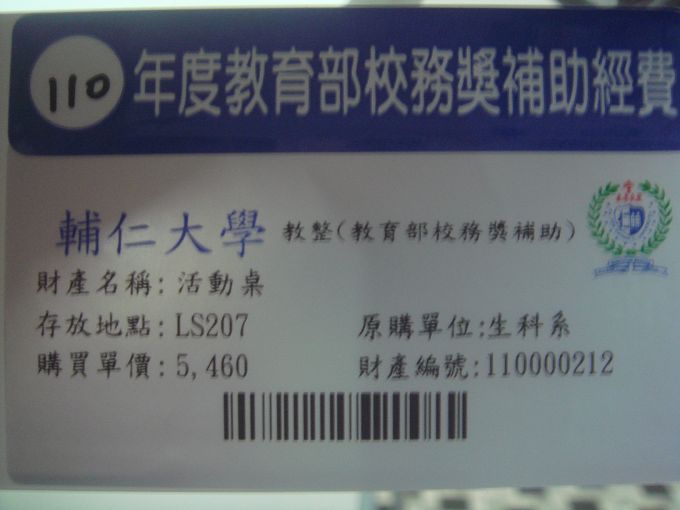 110 年度教育部校務獎補助經費
輔仁大學 教整(教育部校務獎補助)
財產名稱: 活動桌
存放地點: LS207 原購單位:生科系
購買單價: 5,460 財產編號:110000212